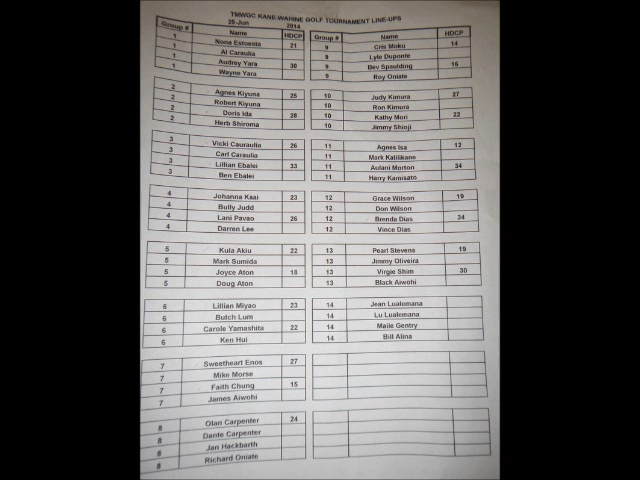 TMWGC KANE-WAHINE GOLF TOURNAMENT LINE-UPS
28-Jun 2014
Group # Name HDCP
1 Nona Estoesta 21
1 Al Caraulia
1 Audrey Yara 30
1 Wayne Yara
2 Agnes Kiyuna 25
2 Robert Kiyuna
2 Doris Ida 28
2 Herb Shiroma
3 Vicki Cauraulia 26
3 Carl Caraulia
3 Lillian Ebalei 33
3 Ben Ebalei
4 Johanna Kaai 23
4 Bully Judd
4 Lani Pavao 26
4 Darren Lee
5 Kula Akiu 22
5 Mark Sumida
5 Joyce Aton 18
5 Doug Aton
6 Lillian Miyao 23
6 Butch Lum
6 Carole Yamashita 22
6 Ken Hui
7 Sweetheart Enos 27
7 Mike Morse
7 Faith Chung 15
7 James Aiwohi
8 Olan Carpenter 24
8 Dante Carpenter
8 Jan Hackbarth
8 Richard Oniate
Group # Name HDCP
9 Cris Moku 14
9 Lyle Duponte
9 Bev Spaulding 16
9 Roy Oniate
10 Judy Kimura 27
10 Ron Kimura
10 Kathy Mori 22
10 Jimmy Shioji
11 Agnes Isa 12
11 Mark Kalilikane
11 Aulani Morton 34
11 Harry Kamisato
12 Grace Wilson 19
12 Don Wilson
12 Brenda Dias 34
12 Vince Dias
13 Pearl Stevens 19
13 Jimmy Oliveira
13 Virgie Shim 30
13 Black Aiwohi
14 Jean Lualemana
14 Lu Lualemana
14 Maile Gentry
14 Bill Alina